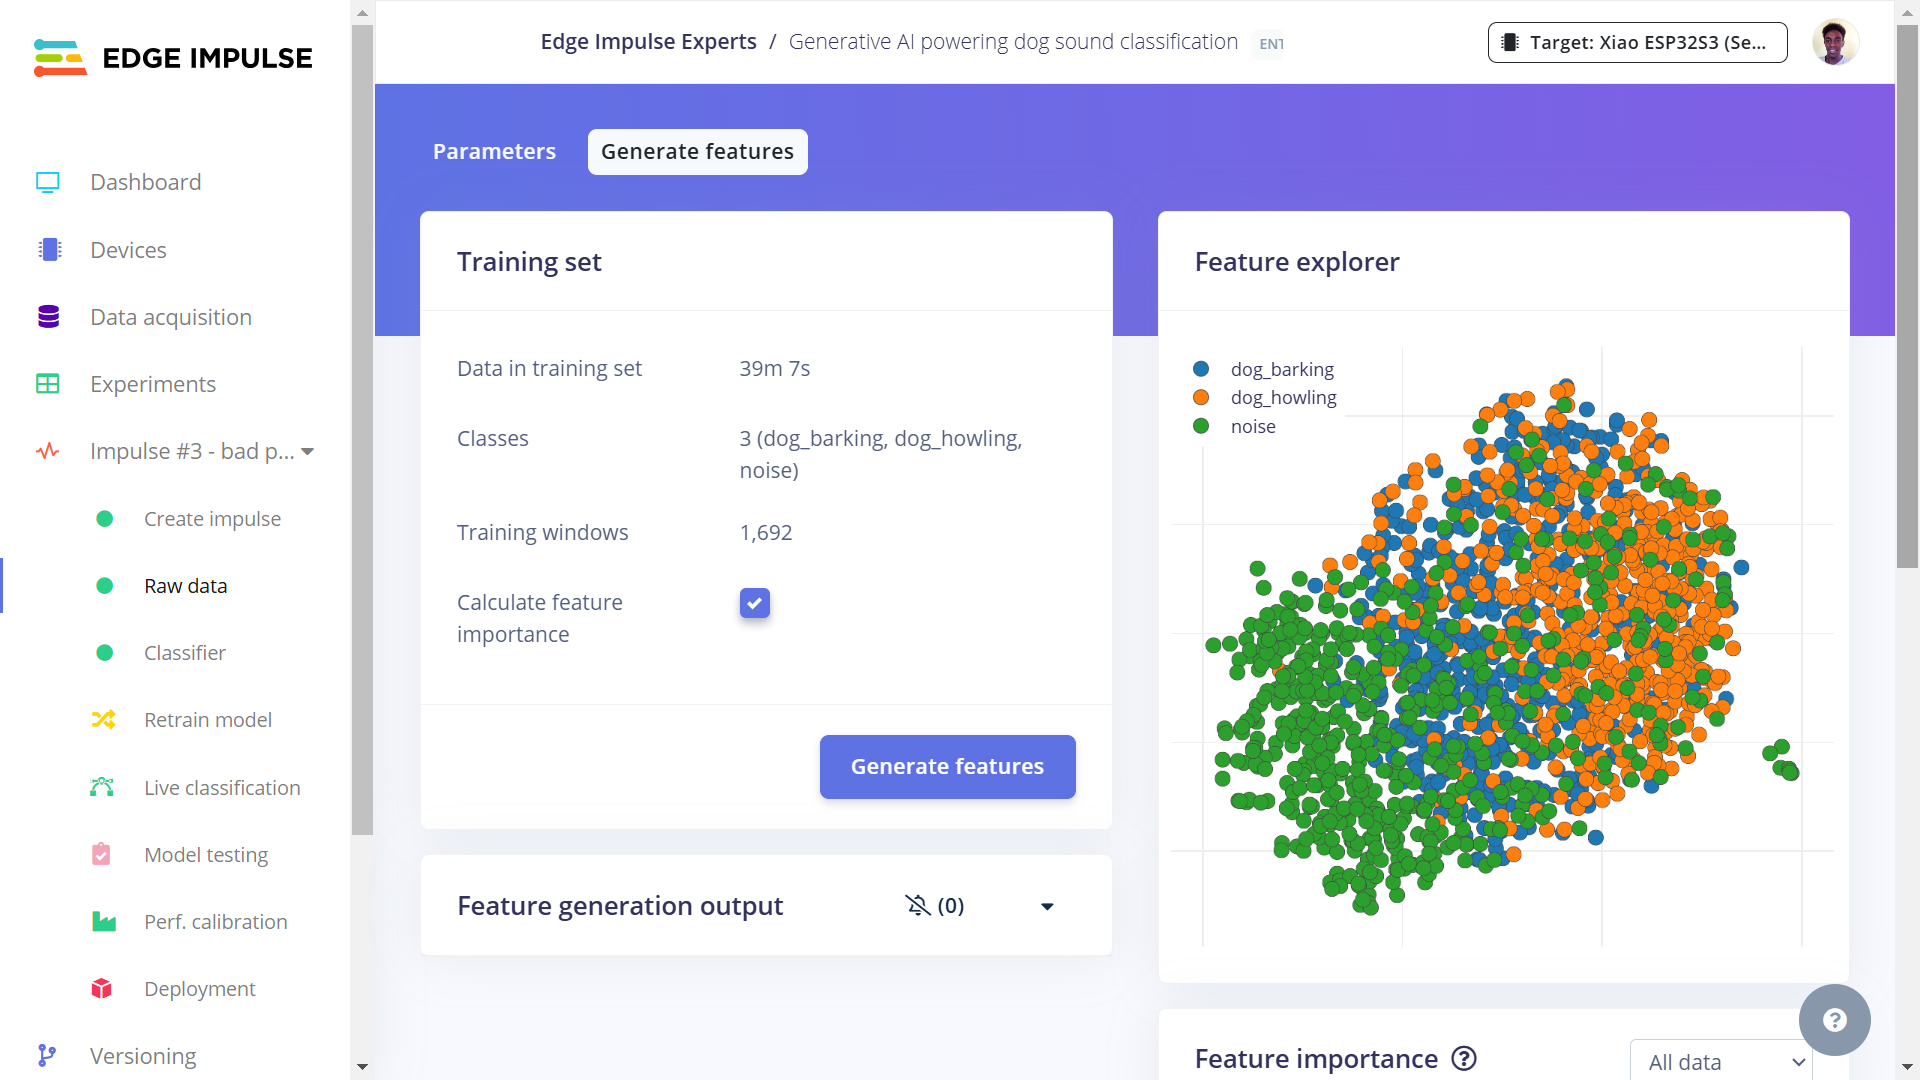 EDGE IMPULSE
Dashboard
Devices
Data acquisition
Experiments
Impulse #3 - bad p...
Create impulse
Raw data
Classifier
Retrain model
Live classification
Model testing
Perf. calibration
Deployment
Versioning
Edge Impulse Experts / Generative AI powering dog sound classification ENT
Target: Xiao ESP32S3 (Se...
Parameters
Generate features
Training set
Data in training set 39m 7s
Classes 3 (dog_barking, dog_howling,
noise)
Training windows 1,692
Calculate feature
importance
Generate features
Feature generation output (0)
Feature explorer
dog_barking
dog_howling
noise
Feature importance ?
All data
?